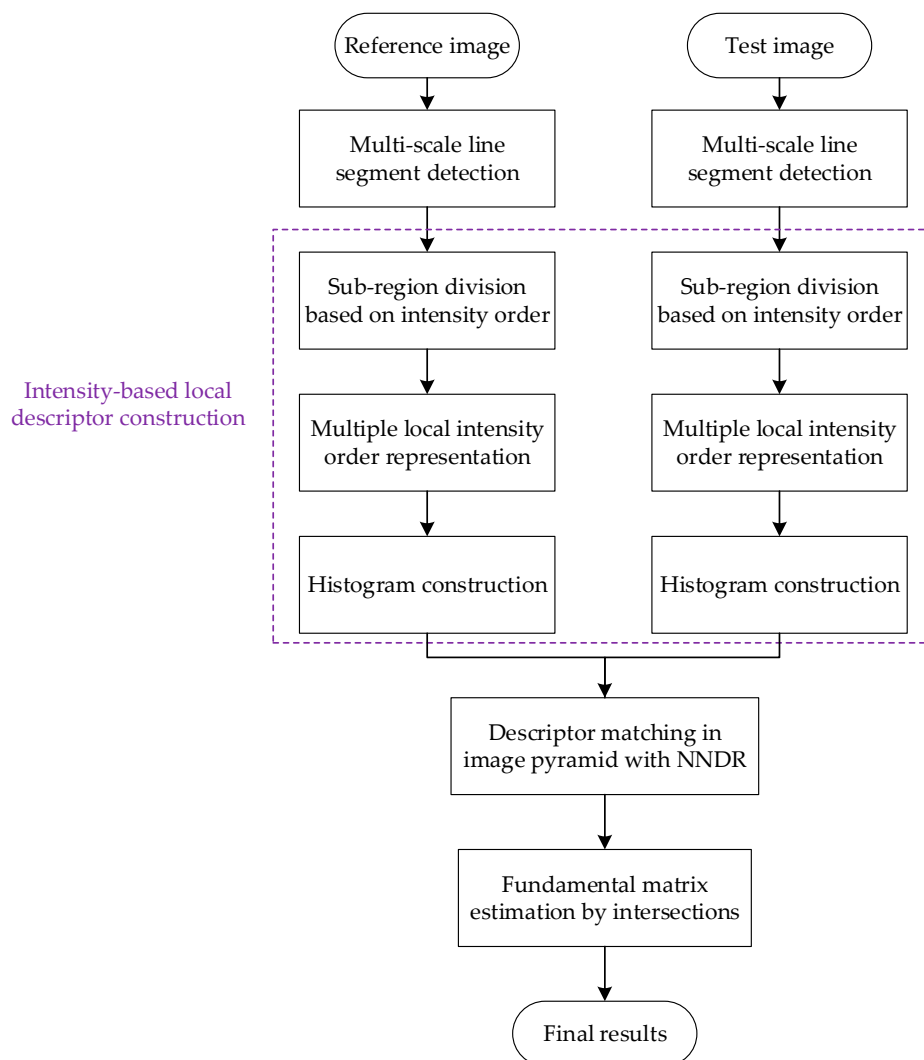 Reference image
Test image
Multi-scale line
segment detection
Multi-scale line
segment detection
Sub-region division
based on intensity order
Sub-region division
based on intensity order
Intensity-based local
descriptor construction
Multiple local intensity
order representation
Multiple local intensity
order representation
Histogram construction
Histogram construction
Descriptor matching in
image pyramid with NNDR
Fundamental matrix
estimation by intersections
Final results